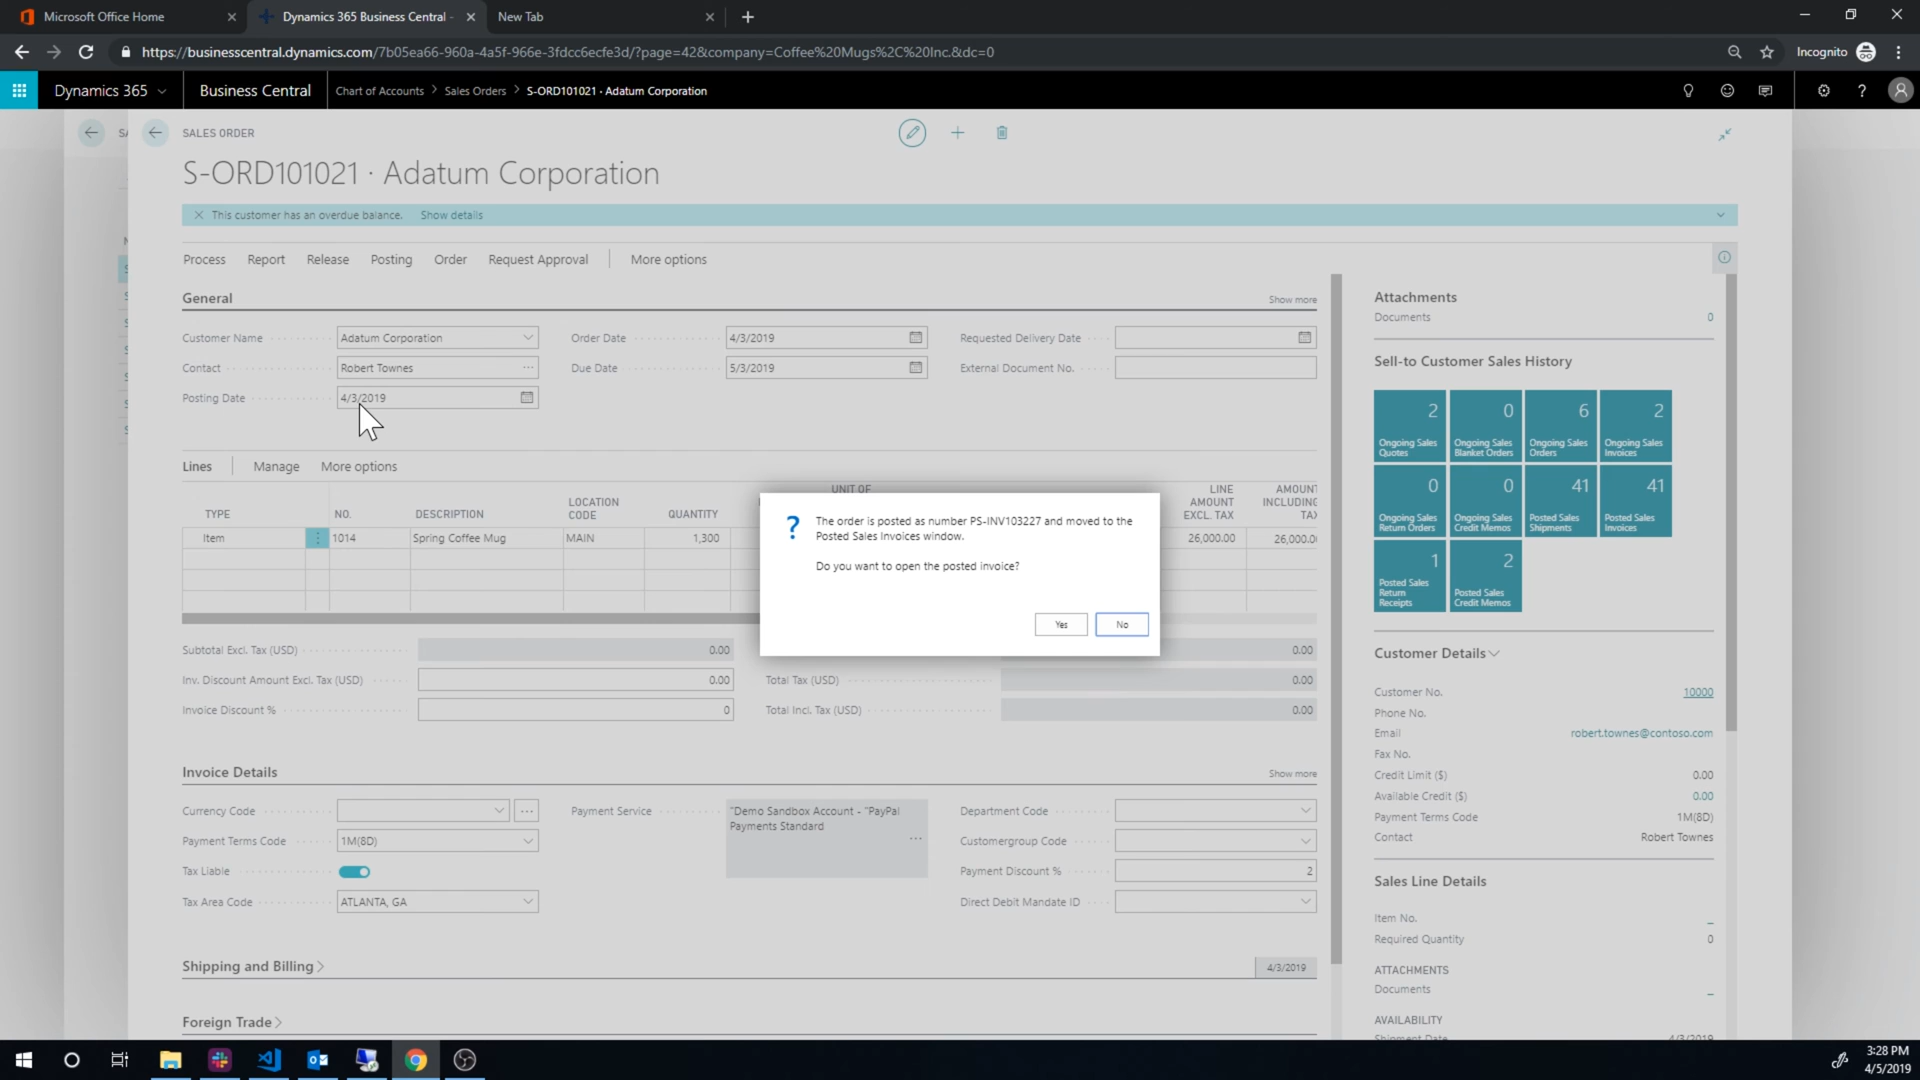 Microsoft Office Home
Dynamics 365 Business Central -
New Tab
https://businesscentral.dynamics.com/7b05ea66-960a-4a5f-966e-3fdcc6ecfe3d/?page=42&company=Coffee%20Mugs%2C%20Inc.&dc=0
Incognito
Dynamics 365
Business Central
Chart of Accounts > Sales Orders > S-ORD101021 · Adatum Corporation
SALES ORDER
S-ORD101021 · Adatum Corporation
This customer has an overdue balance. Show details
Process Report Release Posting Order Request Approval More options
General
Show more
Customer Name Adatum Corporation
Order Date 4/3/2019
Requested Delivery Date
Contact Robert Townes
Due Date 5/3/2019
External Document No.
Posting Date 4/3/2019
Lines Manage More options
TYPE
NO.
DESCRIPTION
LOCATION
CODE
QUANTITY
UNIT OF
LINE
AMOUNT
EXCL. TAX
AMOUNT
INCLUDING
TAX
Item 1014 Spring Coffee Mug MAIN 1,300 26,000.00 26,000.0
The order is posted as number PS-INV103227 and moved to the
Posted Sales Invoices window.
Do you want to open the posted invoice?
Yes No
Subtotal Excl. Tax (USD) 0.00
0.00
Inv. Discount Amount Excl. Tax (USD) 0.00
Total Tax (USD) 0.00
Invoice Discount % 0
Total Incl. Tax (USD) 0.00
Invoice Details
Show more
Currency Code
Payment Service "Demo Sandbox Account - "PayPal
Payments Standard
Department Code
Payment Terms Code 1M(8D)
Customergroup Code
Tax Liable
Payment Discount % 2
Tax Area Code ATLANTA, GA
Direct Debit Mandate ID
Shipping and Billing >
4/3/2019
Foreign Trade >
Attachments
Documents 0
Sell-to Customer Sales History
2
Ongoing Sales
Quotes
0
Ongoing Sales
Blanket Orders
6
Ongoing Sales
Orders
2
Ongoing Sales
Invoices
0
Ongoing Sales
Return Orders
0
Ongoing Sales
Credit Memos
41
Posted Sales
Shipments
41
Posted Sales
Invoices
1
Posted Sales
Return
Receipts
2
Posted Sales
Credit Memos
Customer Details
Customer No. 10000
Phone No.
Email robert.townes@contoso.com
Fax No.
Credit Limit ($) 0.00
Available Credit ($) 0.00
Payment Terms Code 1M(8D)
Contact Robert Townes
Sales Line Details
Item No. _
Required Quantity 0
ATTACHMENTS
Documents _
AVAILABILITY
Shipment Date 4/3/2019
3:28 PM
4/5/2019